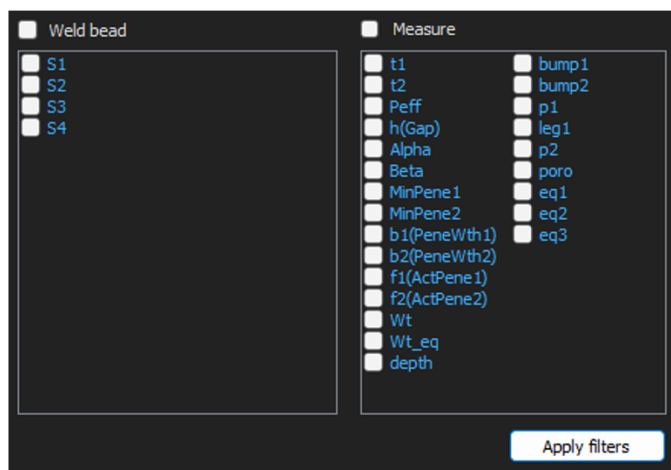 Weld bead
S1
S2
S3
S4
Measure
t1
t2
Peff
h(Gap)
Alpha
Beta
MinPene1
MinPene2
b1(PeneWth1)
b2(PeneWth2)
f1(ActPene1)
f2(ActPene2)
Wt
Wt_eq
depth
bump1
bump2
p1
leg1
p2
poro
eq1
eq2
eq3
Apply filters